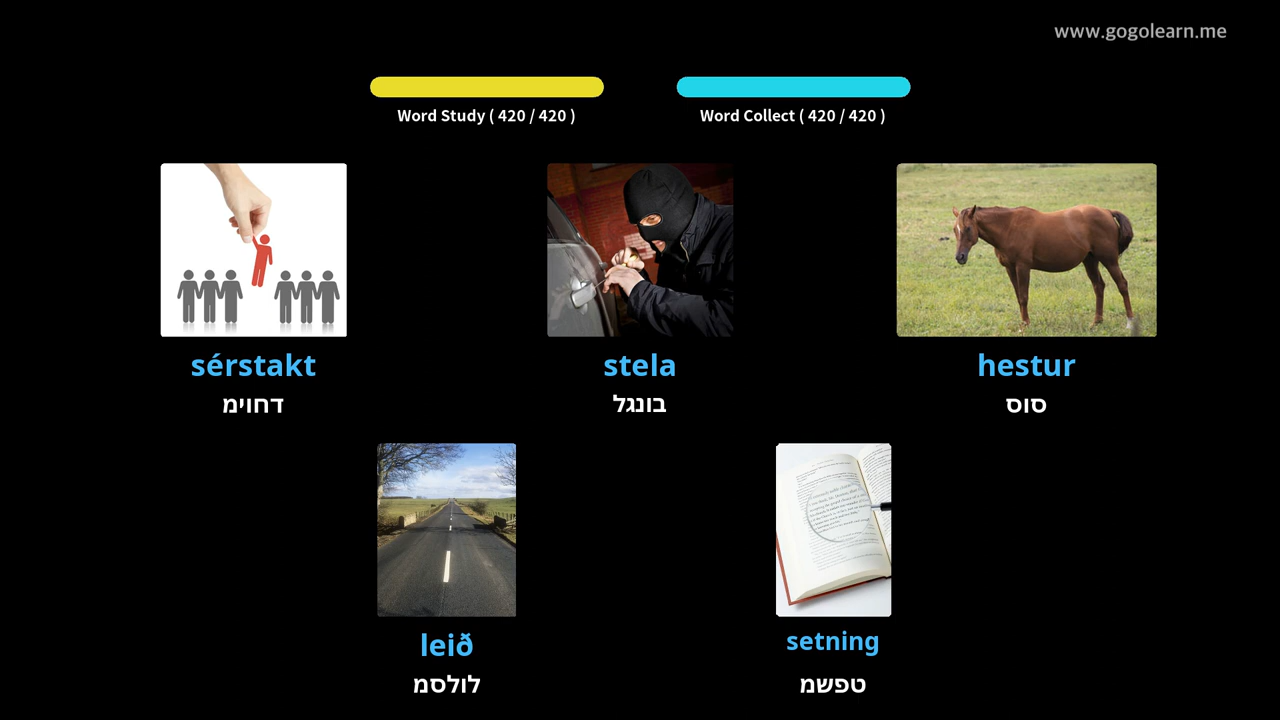 www.gogolearn.me
Word Study ( 420 / 420 )
Word Collect ( 420 / 420 )
sérstakt
דחוימ
stela
בונגל
hestur
סוס
leið
לולסמ
setning
טפשמ